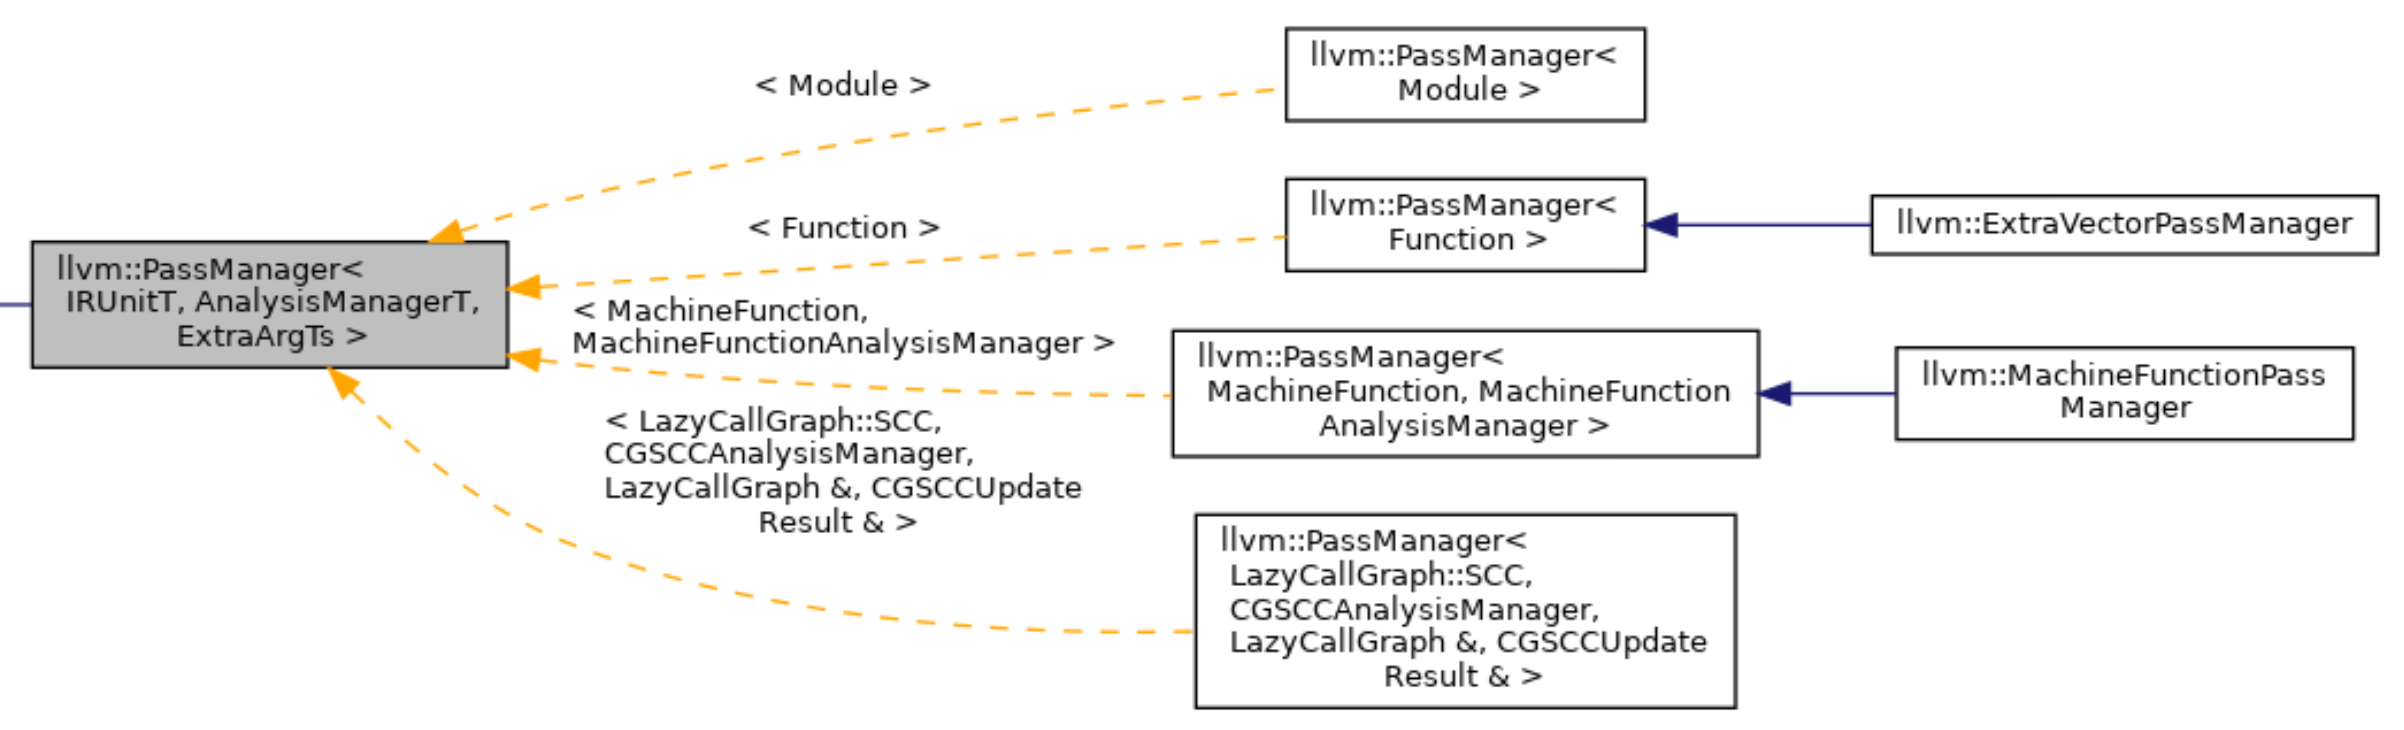 llvm::PassManager<
IRUnitT, AnalysisManagerT,
ExtraArgTs >
< Module >
< Function >
< MachineFunction,
MachineFunctionAnalysisManager >
< LazyCallGraph::SCC,
CGSCCAnalysisManager,
LazyCallGraph &, CGSCCUpdate
Result & >
llvm::PassManager<
Module >
llvm::PassManager<
Function >
llvm::ExtraVectorPassManager
llvm::PassManager<
MachineFunction, MachineFunction
AnalysisManager >
llvm::MachineFunctionPass
Manager
llvm::PassManager<
LazyCallGraph::SCC,
CGSCCAnalysisManager,
LazyCallGraph &, CGSCCUpdate
Result & >